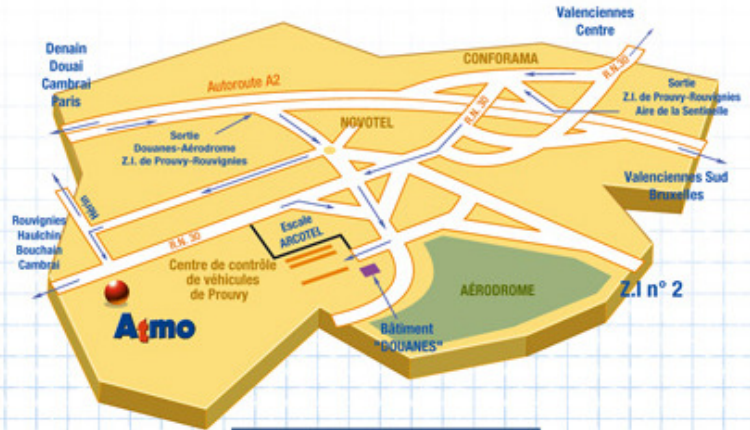 Valenciennes
Centre
Denain
Douai
Cambrai
Paris
CONFORAMA
R.N. 30
Autoroute A2
Sortie
Z.I. de Prouvy-Rouvignies
Aire de la Sentinelle
R.N. 30
NOVOTEL
Sortie
Douanes-Aérodrome
Z.I. de Prouvy-Rouvignies
Valenciennes Sud
Bruxelles
Hérin
Rouvignies
Haulchin
Bouchain
Cambrai
R.N. 30
Escale
ARCOTEL
Centre de contrôle
de véhicules
de Prouvy
AÉRODROME
Z.I n° 2
Atmo
Bâtiment
"DOUANES"